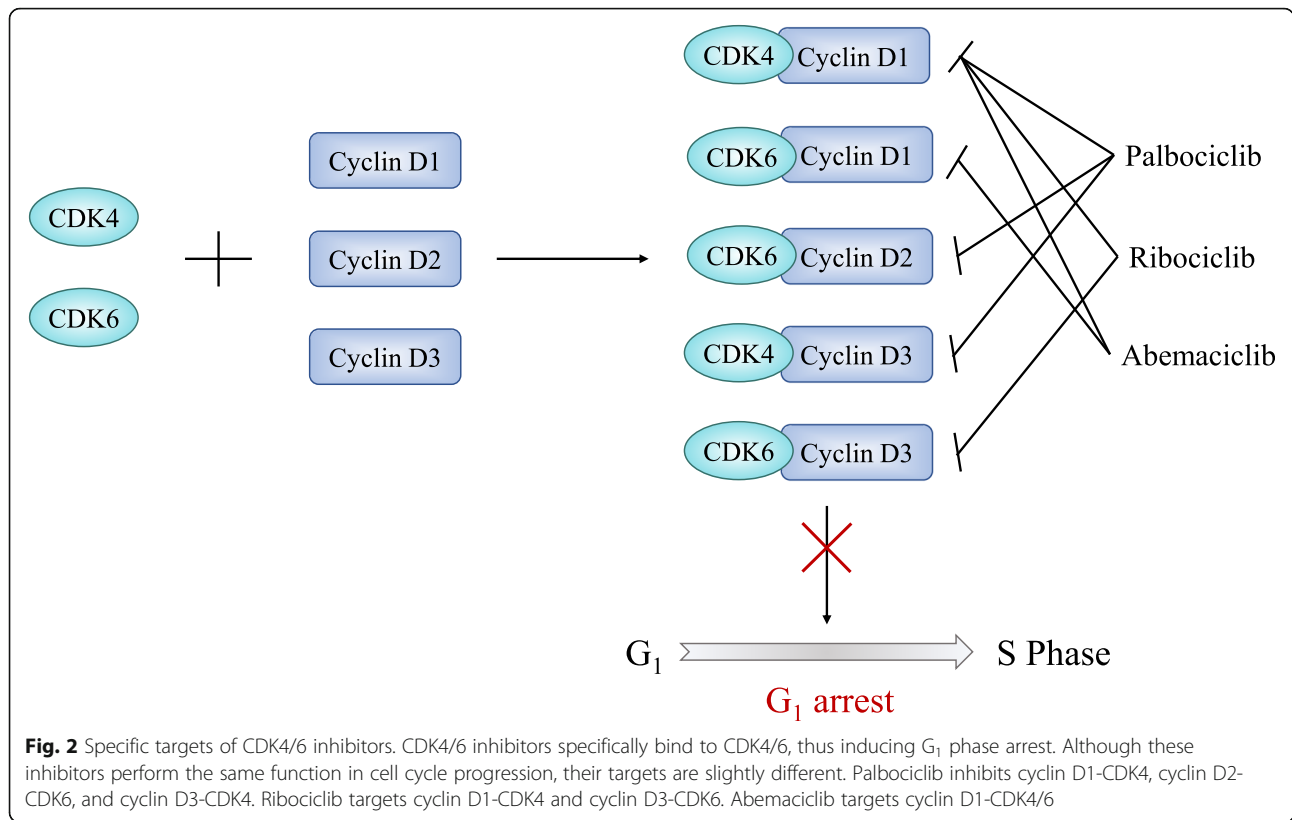 CDK4 Cyclin D1
CDK6 Cyclin D1
CDK6 Cyclin D2
CDK4 Cyclin D3
CDK6 Cyclin D3
CDK4
CDK6
Cyclin D1
Cyclin D2
Cyclin D3
Palbociclib
Ribociclib
Abemaciclib
G₁
S Phase
G₁ arrest
Fig. 2 Specific targets of CDK4/6 inhibitors. CDK4/6 inhibitors specifically bind to CDK4/6, thus inducing G₁ phase arrest. Although these
inhibitors perform the same function in cell cycle progression, their targets are slightly different. Palbociclib inhibits cyclin D1-CDK4, cyclin D2-
CDK6, and cyclin D3-CDK4. Ribociclib targets cyclin D1-CDK4 and cyclin D3-CDK6. Abemaciclib targets cyclin D1-CDK4/6